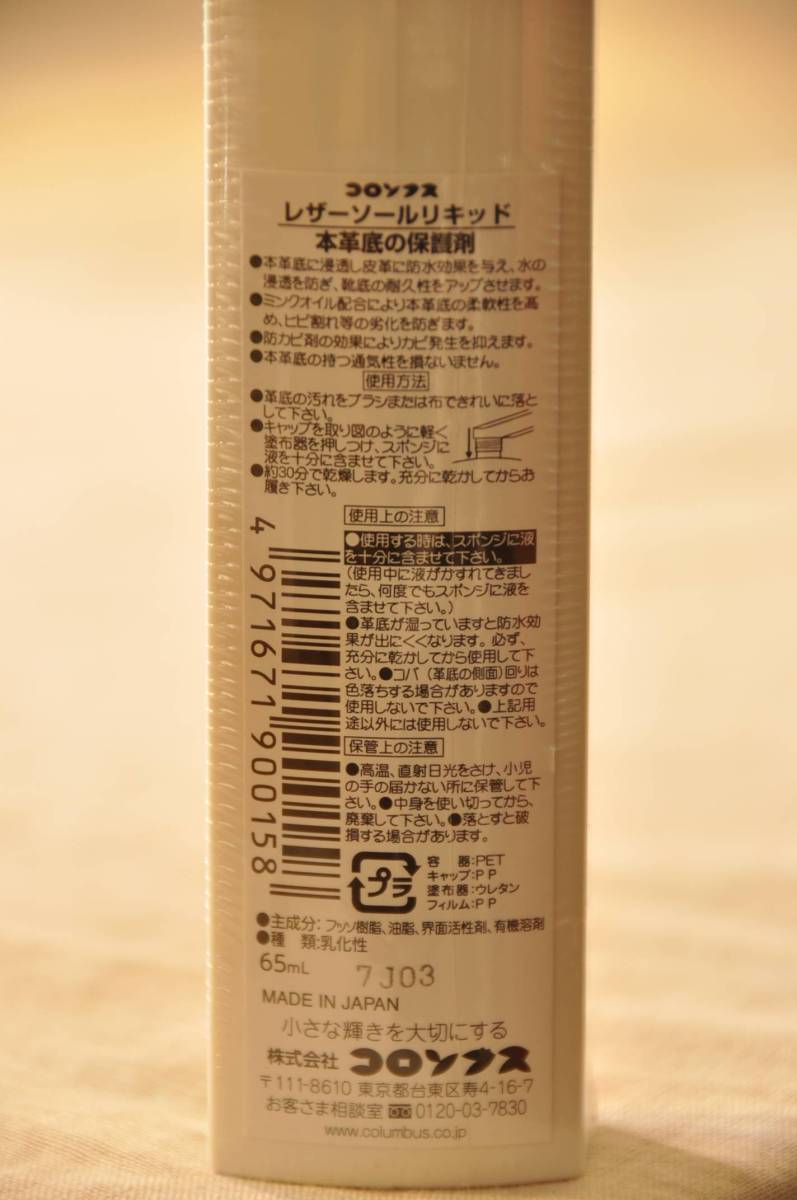 コロンブス
レザーソールリキッド
本革底の保護剤
●本革底に浸透し皮革に防水効果を与え、水の
浸透を防ぎ、靴底の耐久性をアップさせます。
●ミンクオイル配合により本革底の柔軟性を高
め、ヒビ割れ等の劣化を防ぎます。
●防カビ剤の効果によりカビ発生を抑えます。
●本革底の持つ通気性を損ないません。
使用方法
●革底の汚れをブラシまたは布できれいに落と
して下さい。
●キャップを取り図のように軽く
塗布器を押しつけ、スポンジに
液を十分に含ませて下さい。
●約30分で乾燥します。充分に乾かしてからお
履き下さい。
使用上の注意
●使用する時は、スポンジに液
を十分に含ませて下さい。
(使用中に液がかすれてきまし
たら、何度でもスポンジに液を
含ませて下さい。)
●革底が湿っていますと防水効
果が出にくくなります。必ず、
充分に乾かしてから使用して下
さい。●コバ（革底の側面）回りは
色落ちする場合がありますので
使用しないで下さい。●上記用
途以外には使用しないで下さい。
保管上の注意
●高温、直射日光をさけ、小児
の手の届かない所に保管して下
さい。●中身を使い切ってから、
廃棄して下さい。●落とすと破
損する場合があります。
4971671900158
プラ
容 器:PET
キャップ:PP
塗布器:ウレタン
フィルム:PP
●主成分:フッソ樹脂、油脂、界面活性剤、有機溶剤
●種 類:乳化性
65mL 7J03
MADE IN JAPAN
小さな輝きを大切にする
株式会社 コロンブス
〒111-8610 東京都台東区寿4-16-7
お客さま相談室 0120-03-7830
www.columbus.co.jp